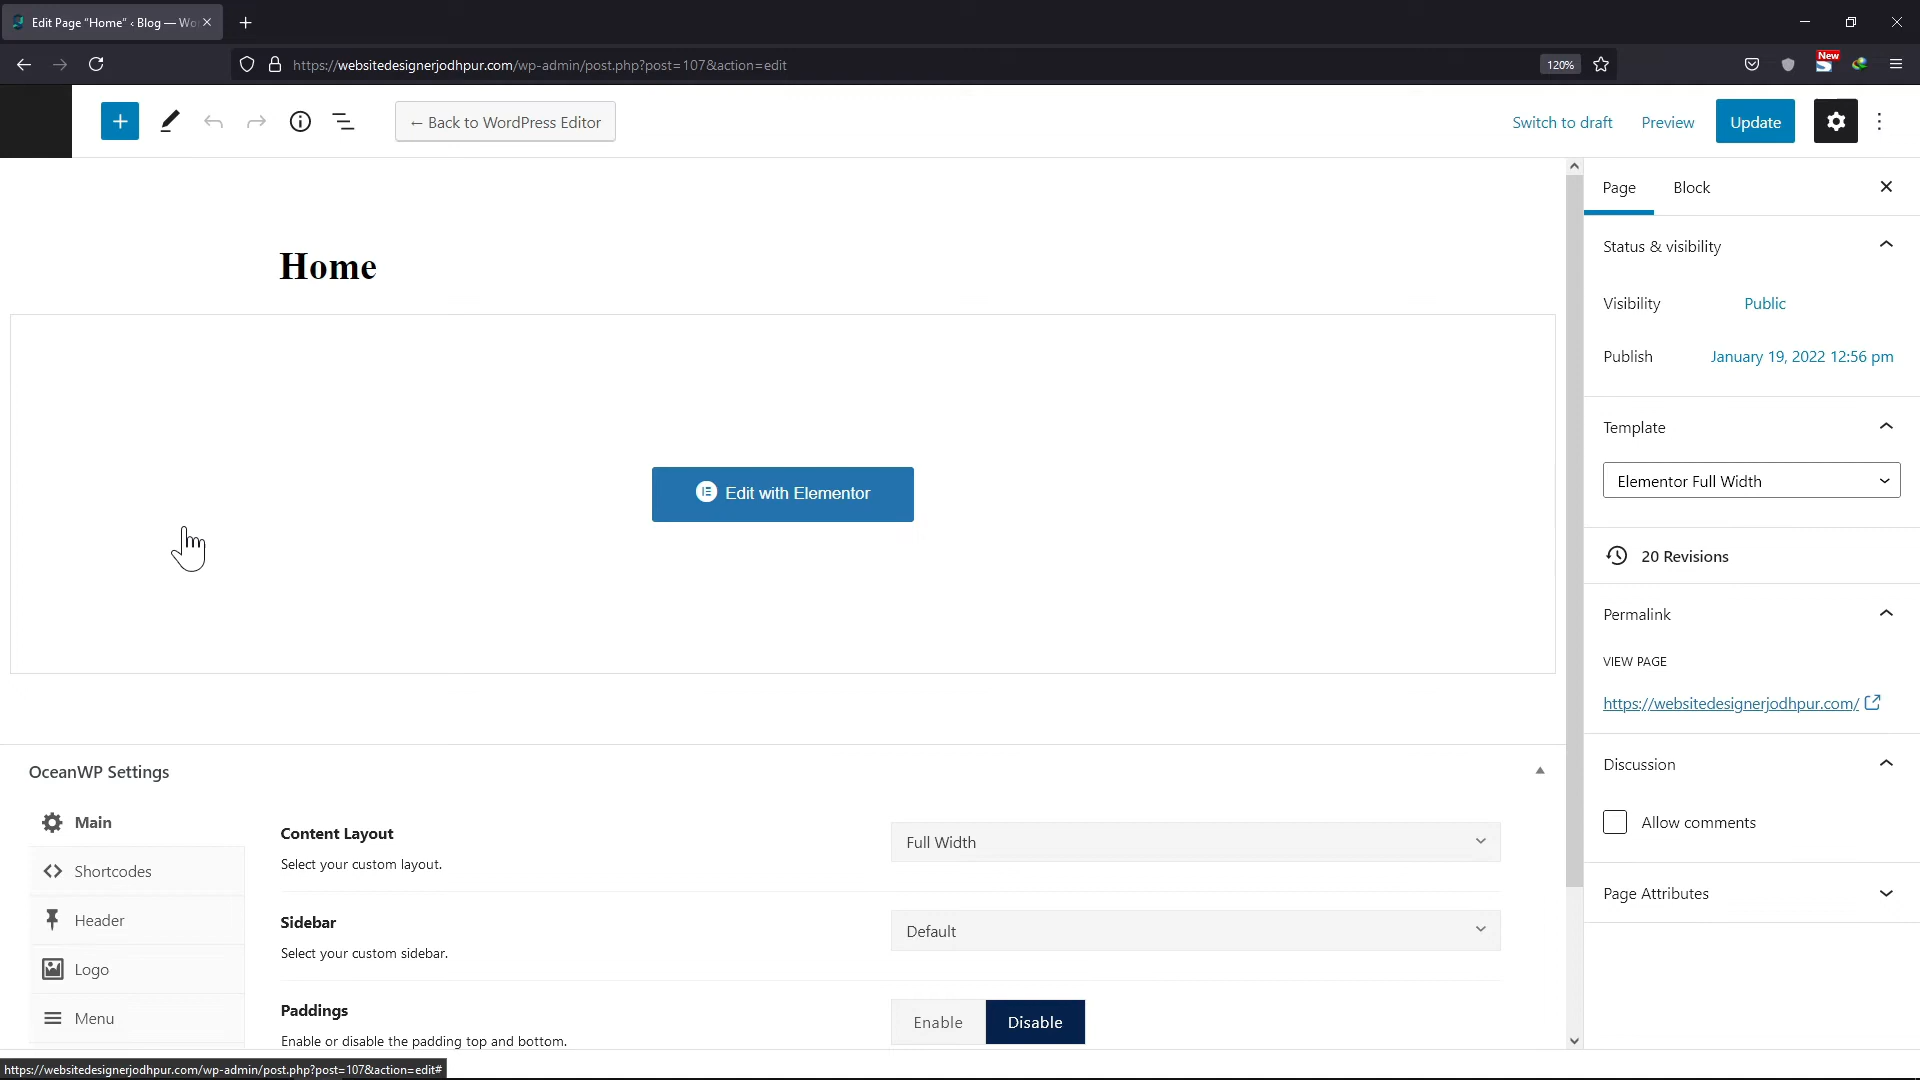 Edit Page “Home” ‹ Blog — Wo
https://websitedesignerjodhpur.com/wp-admin/post.php?post=107&action=edit
120%
New
← Back to WordPress Editor
Switch to draft
Preview
Update
Page
Block
Home
Edit with Elementor
Status & visibility
Visibility
Public
Publish
January 19, 2022 12:56 pm
Template
Elementor Full Width
20 Revisions
Permalink
VIEW PAGE
https://websitedesignerjodhpur.com/
Discussion
Allow comments
Page Attributes
OceanWP Settings
Main
Shortcodes
Header
Logo
Menu
Content Layout
Select your custom layout.
Full Width
Sidebar
Select your custom sidebar.
Default
Paddings
Enable or disable the padding top and bottom.
Enable
Disable
https://websitedesignerjodhpur.com/wp-admin/post.php?post=107&action=edit#